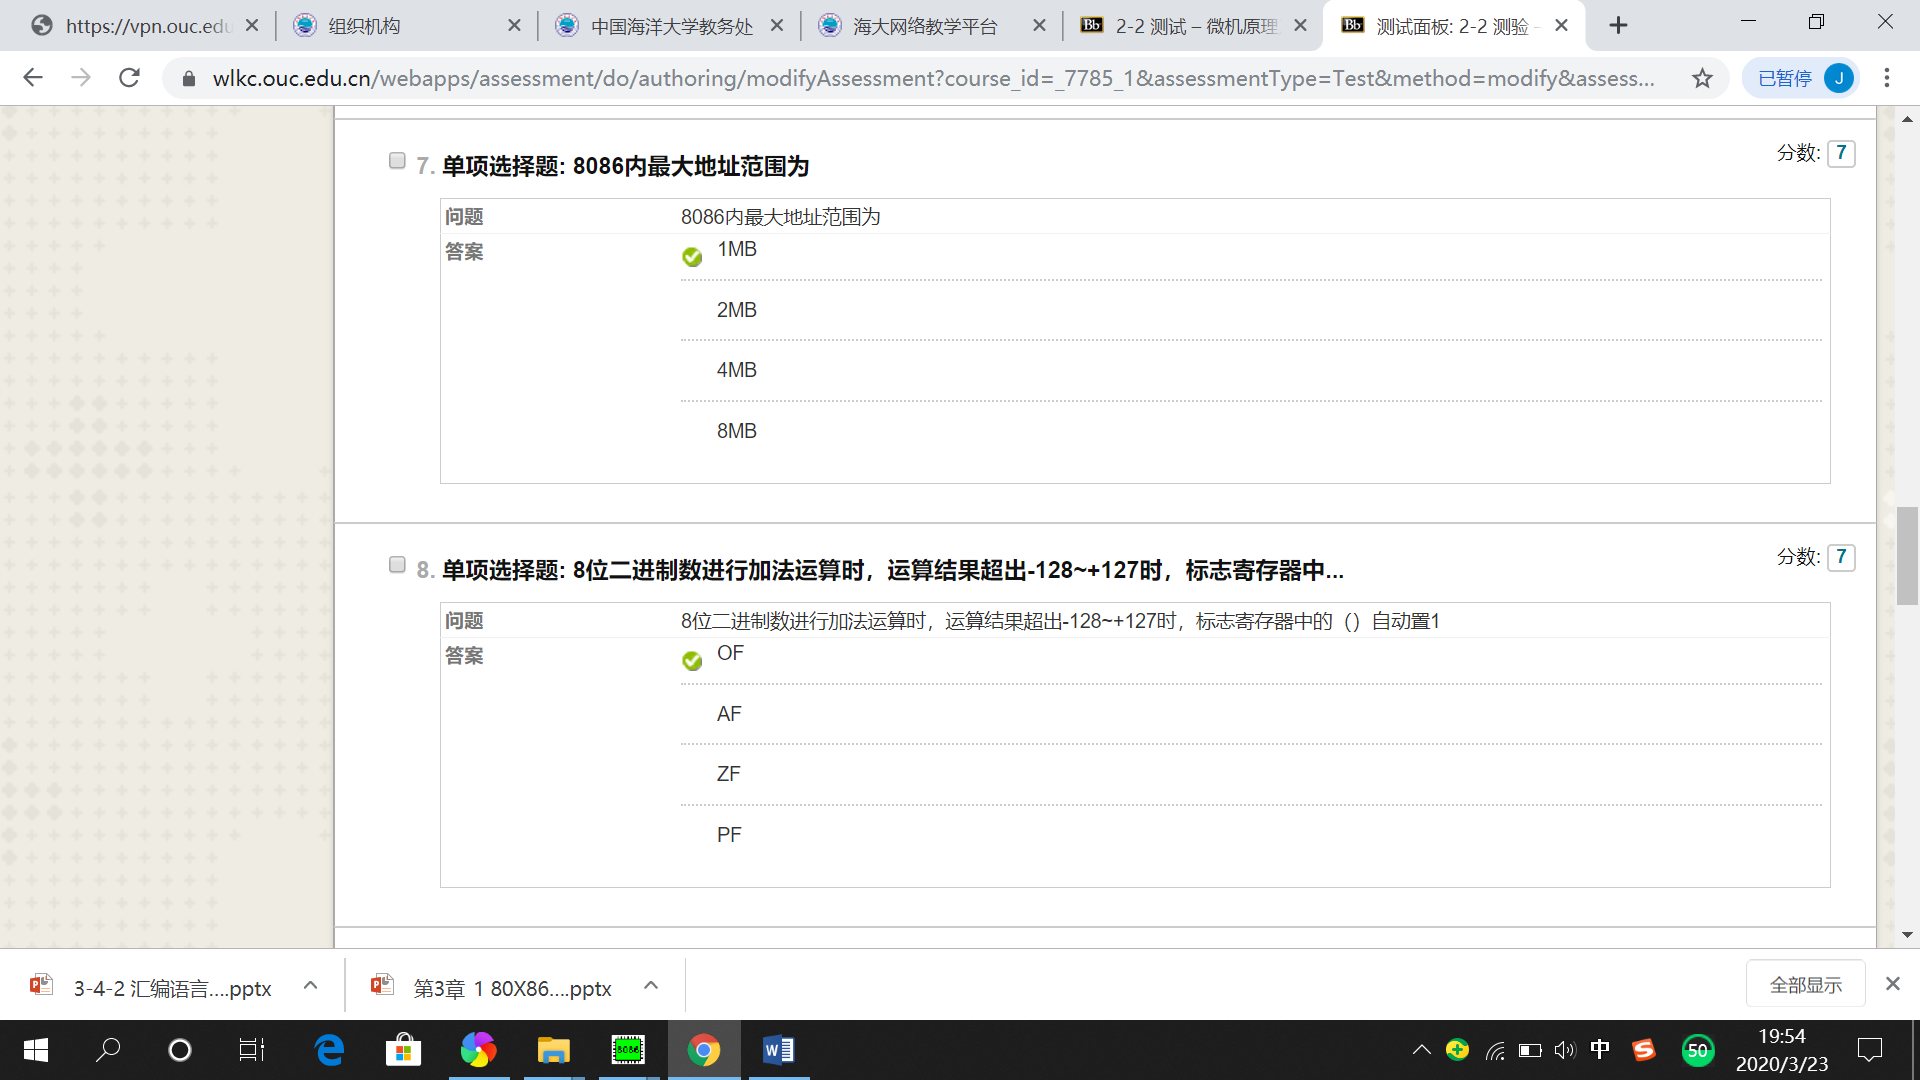 https://vpn.ouc.edu
组织机构
中国海洋大学教务处
海大网络教学平台
Bb 2-2 测试 – 微机原理
Bb 测试面板: 2-2 测验 –
wlkc.ouc.edu.cn/webapps/assessment/do/authoring/modifyAssessment?course_id=_7785_1&assessmentType=Test&method=modify&assess...
已暂停 J
7. 单项选择题: 8086内最大地址范围为
分数: 7
问题 8086内最大地址范围为
答案 1MB
2MB
4MB
8MB
8. 单项选择题: 8位二进制数进行加法运算时，运算结果超出-128~+127时，标志寄存器中...
分数: 7
问题 8位二进制数进行加法运算时，运算结果超出-128~+127时，标志寄存器中的（）自动置1
答案 OF
AF
ZF
PF
3-4-2 汇编语言....pptx
第3章 1 80X86....pptx
全部显示
8086
中
50
19:54
2020/3/23